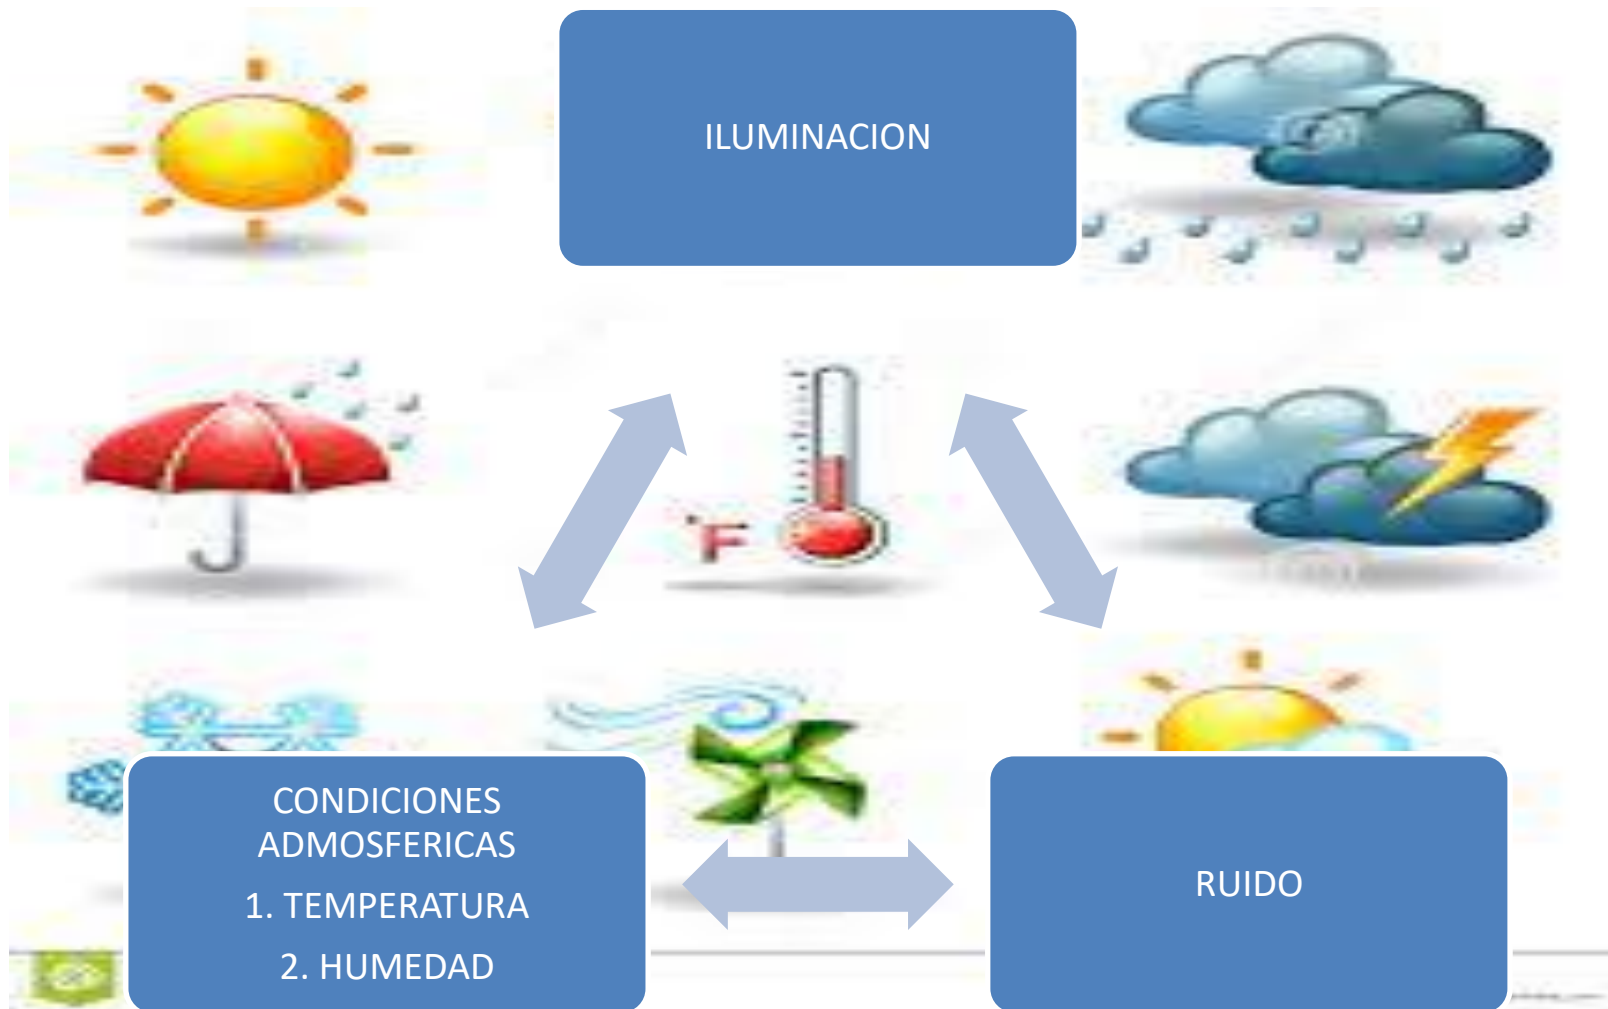 ILUMINACION
°F
CONDICIONES
ADMOSFERICAS
1. TEMPERATURA
2. HUMEDAD
RUIDO